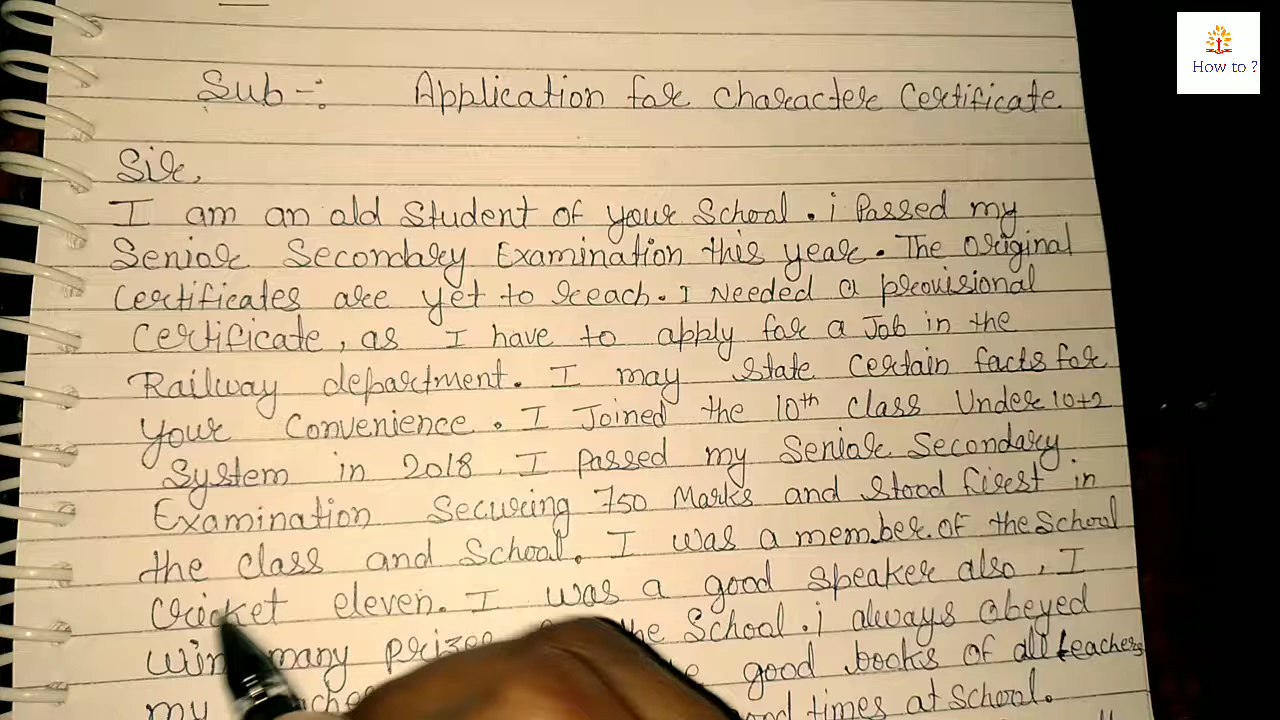 How to ?
Sub-: Application for character certificate
Sir,
I am an old Student of your School. i Passed my
Senior Secondary Examination this year. The original
certificates are yet to reach. I Needed a provisional
certificate, as I have to apply for a Job in the
Railway department. I may state certain facts for
your convenience. I Joined the 10th class Under 10+2
System in 2018. I passed my Senior Secondary
Examination Securing 750 Marks and stood first in
the class and School. I was a member of the School
Cricket eleven. I was a good speaker also, I
win many prizes the School. i always obeyed
my good books of all teachers
times at School.